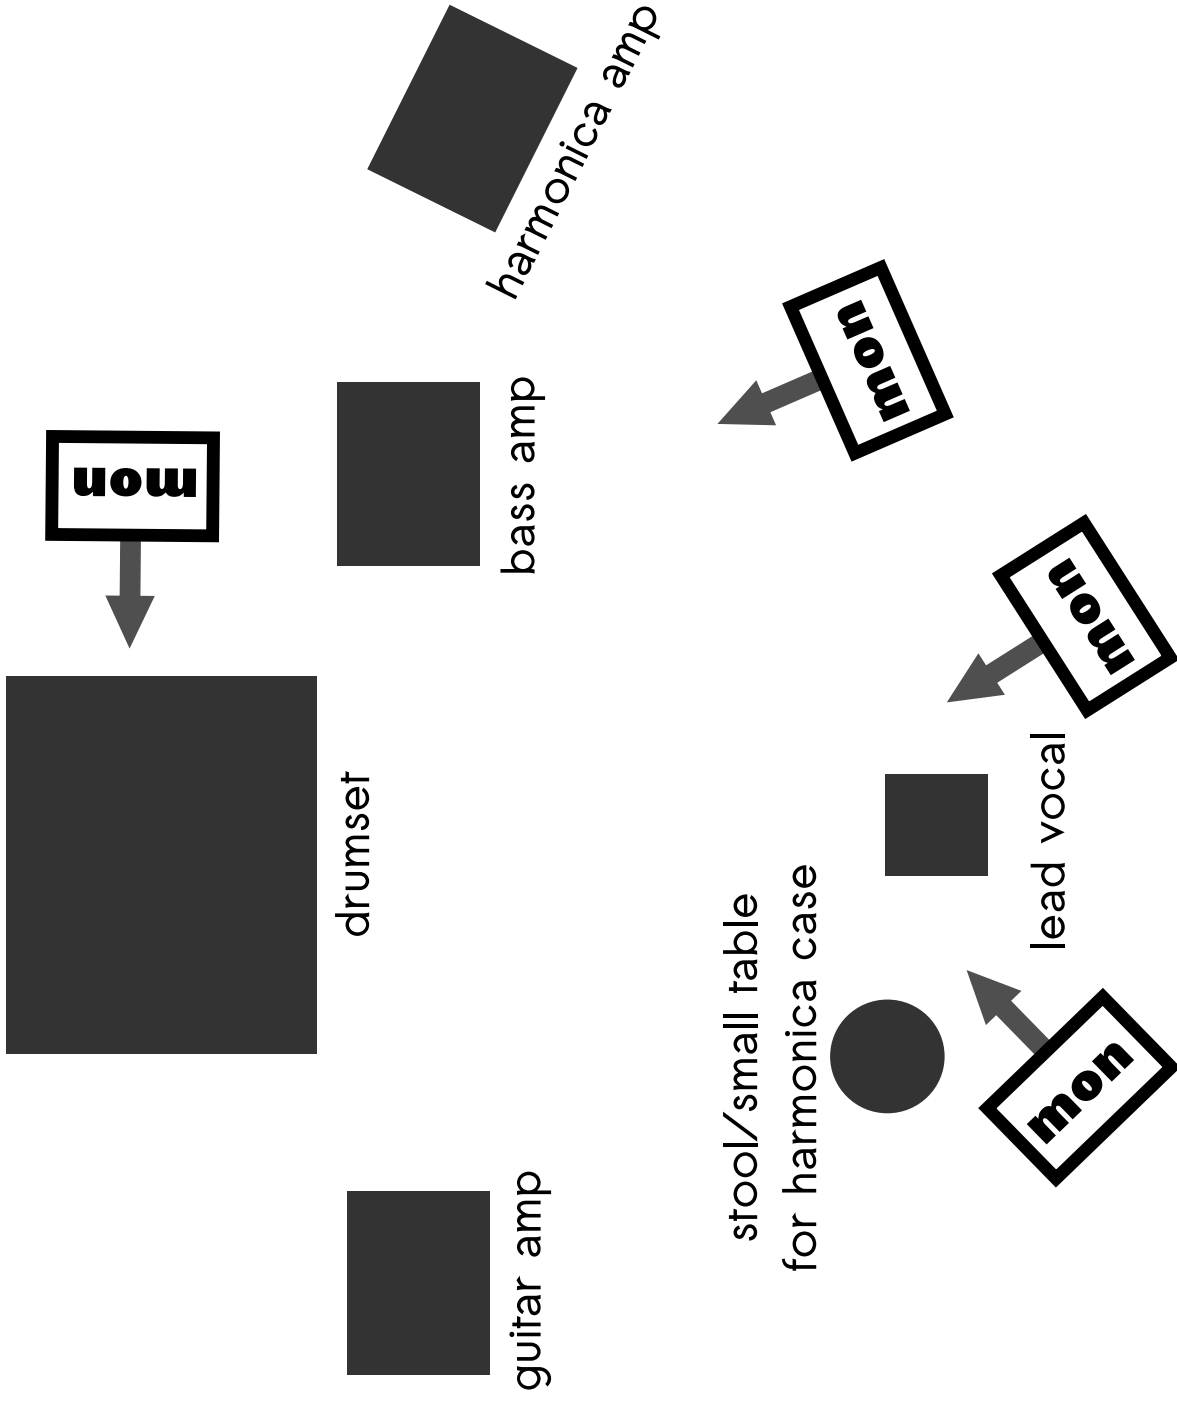 mon
drumset
guitar amp
bass amp
harmonica amp
stool/small table
for harmonica case
mon
lead vocal
mon
mon